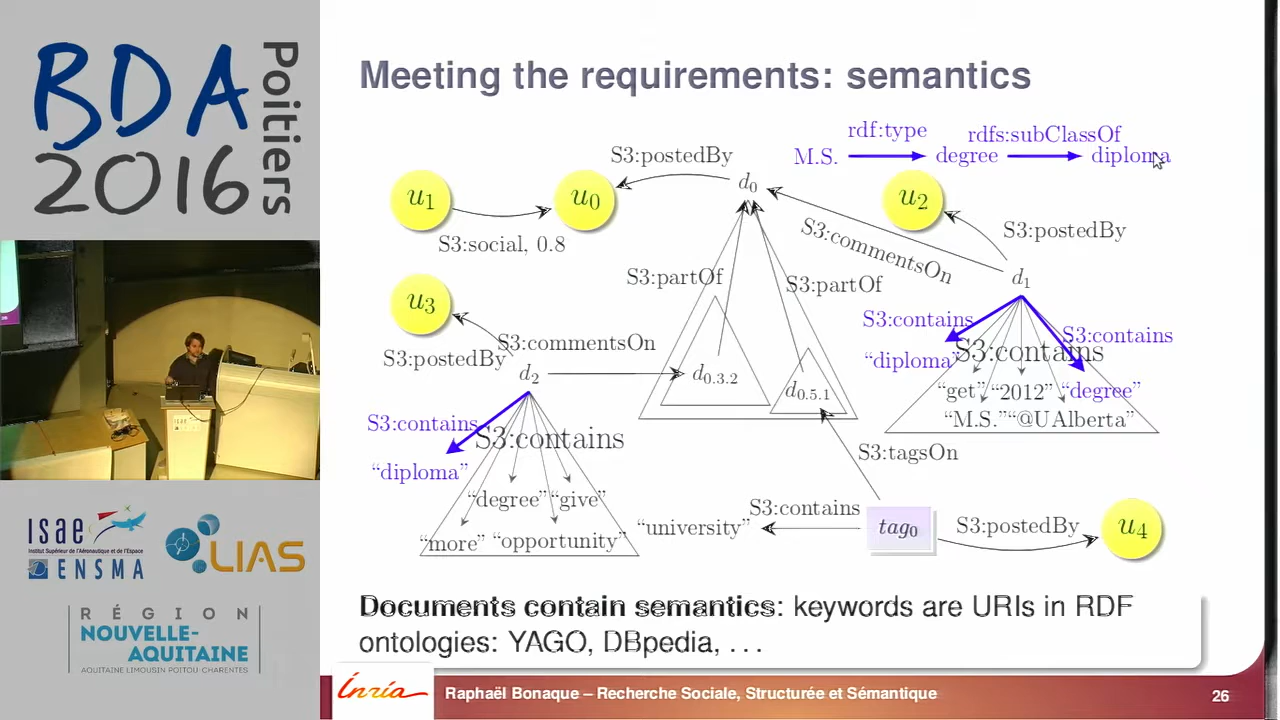 BDA
Poitiers
2016
Meeting the requirements: semantics
rdf:type
rdfs:subClassOf
M.S.
degree
diploma
S3:postedBy
d0
u1
u0
u2
S3:social, 0.8
S3:commentsOn
S3:postedBy
d1
S3:partOf
S3:partOf
u3
S3:postedBy
S3:commentsOn
d2
d0.3.2
d0.5.1
S3:contains
S3:contains
S3:contains
“diploma”
“get” “2012” “degree”
“M.S.” “@UAlberta”
S3:contains
S3:contains
“diploma”
“degree” “give”
“more” “opportunity”
S3:tagsOn
“university”
S3:contains
tag0
S3:postedBy
u4
Documents contain semantics: keywords are URIs in RDF
ontologies: YAGO, DBpedia, . . .
isae
Institut Supérieur de l'Aéronautique et de l'Espace
ENSMA
LIAS
RÉGION
NOUVELLE-
AQUITAINE
AQUITAINE LIMOUSIN POITOU-CHARENTES
Inria
Raphaël Bonaque – Recherche Sociale, Structurée et Sémantique
26